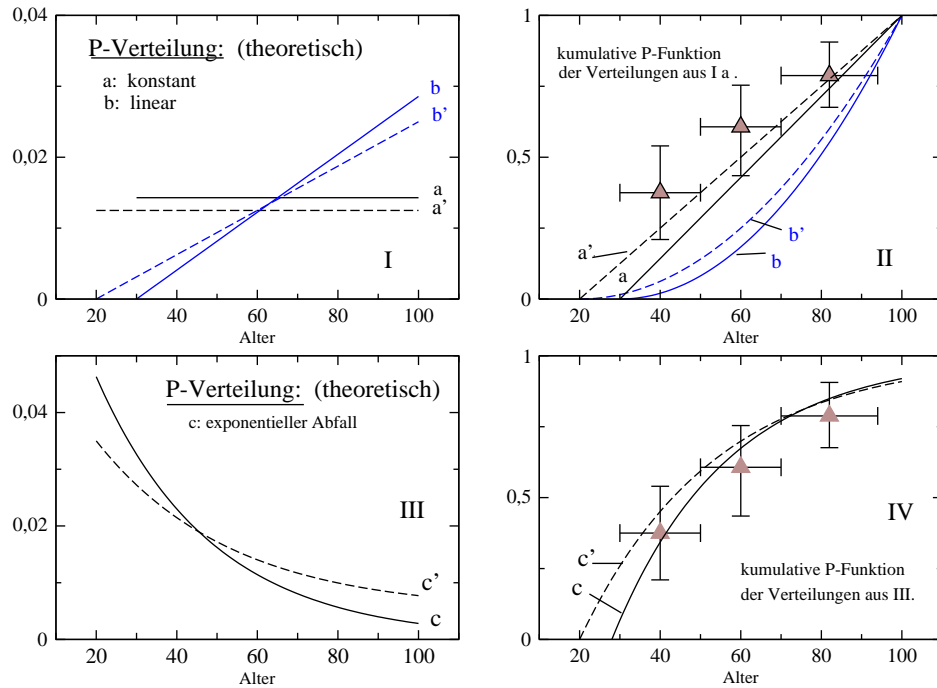 0,04
P-Verteilung: (theoretisch)
a: konstant
b: linear
b
b'
0,02
a
a'
I
0
20 40 60 80 100
Alter
1
kumulative P-Funktion
der Verteilungen aus I a .
0,5
a'
a
b'
b
II
0
20 40 60 80 100
Alter
P-Verteilung: (theoretisch)
c: exponentieller Abfall
0,04
III
0,02
c'
c
0
20 40 60 80 100
Alter
1
0,5
IV
c'
c
kumulative P-Funktion
der Verteilungen aus III.
0
20 40 60 80 100
Alter